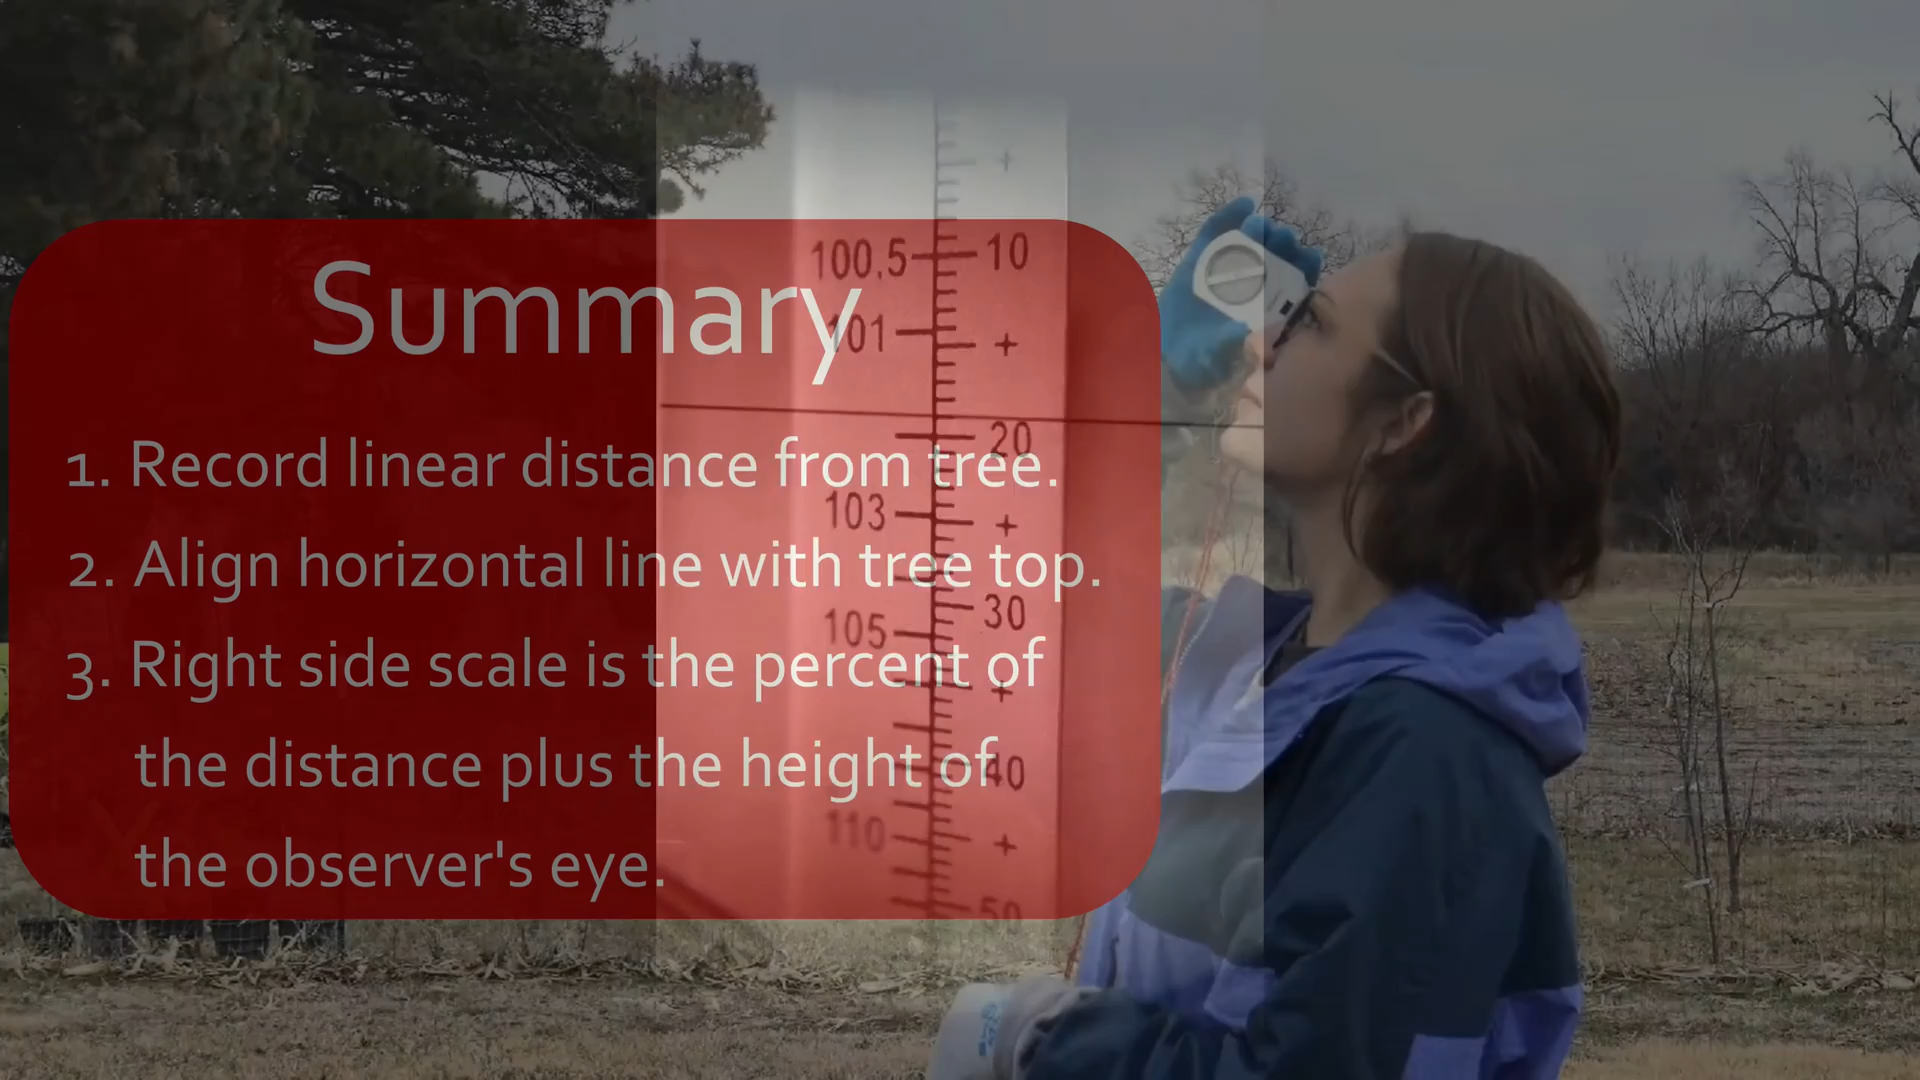 Summary
1. Record linear distance from tree.
2. Align horizontal line with tree top.
3. Right side scale is the percent of
the distance plus the height of
the observer's eye.
100.5 10
101 +
20
103 +
105 30
+
40
110 +
50
+